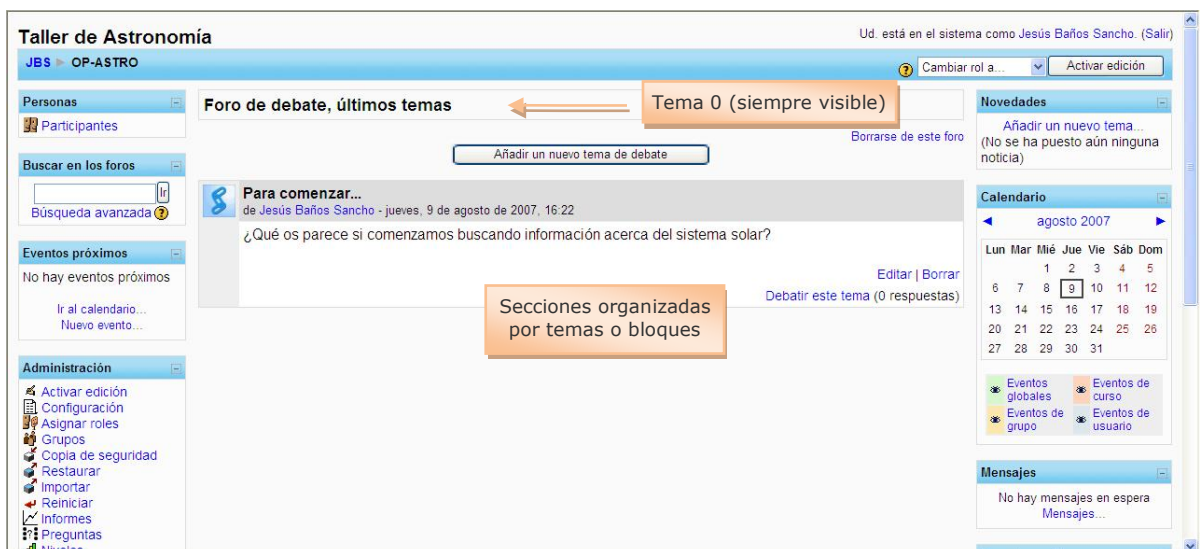 Taller de Astronomía
Ud. está en el sistema como Jesús Baños Sancho. (Salir)
JBS ► OP-ASTRO
Cambiar rol a...
Activar edición
Personas
Participantes
Buscar en los foros
Ir
Búsqueda avanzada
Eventos próximos
No hay eventos próximos
Ir al calendario...
Nuevo evento...
Administración
Activar edición
Configuración
Asignar roles
Grupos
Copia de seguridad
Restaurar
Importar
Reiniciar
Informes
Preguntas
Niveles
Foro de debate, últimos temas
Tema 0 (siempre visible)
Borrarse de este foro
Añadir un nuevo tema de debate
Para comenzar...
de Jesús Baños Sancho - jueves, 9 de agosto de 2007, 16:22
¿Qué os parece si comenzamos buscando información acerca del sistema solar?
Editar | Borrar
Debatir este tema (0 respuestas)
Secciones organizadas
por temas o bloques
Novedades
Añadir un nuevo tema...
(No se ha puesto aún ninguna
noticia)
Calendario
◄ agosto 2007 ►
Lun Mar Mié Jue Vie Sáb Dom
1 2 3 4 5
6 7 8 9 10 11 12
13 14 15 16 17 18 19
20 21 22 23 24 25 26
27 28 29 30 31
Eventos globales
Eventos de curso
Eventos de grupo
Eventos de usuario
Mensajes
No hay mensajes en espera
Mensajes...